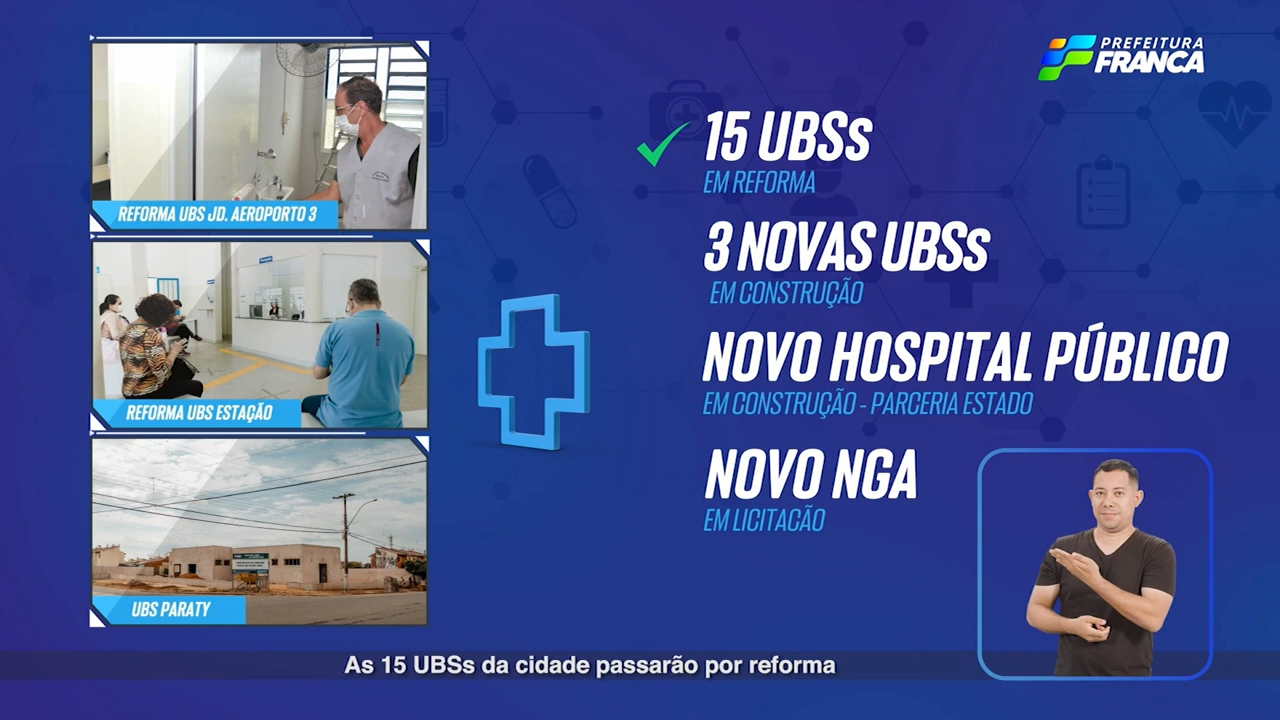 PREFEITURA
FRANCA
REFORMA UBS JD. AEROPORTO 3
REFORMA UBS ESTAÇÃO
UBS PARATY
15 UBSs
EM REFORMA
3 NOVAS UBSs
EM CONSTRUÇÃO
NOVO HOSPITAL PÚBLICO
EM CONSTRUÇÃO - PARCERIA ESTADO
NOVO NGA
EM LICITACÃO
As 15 UBSs da cidade passarão por reforma